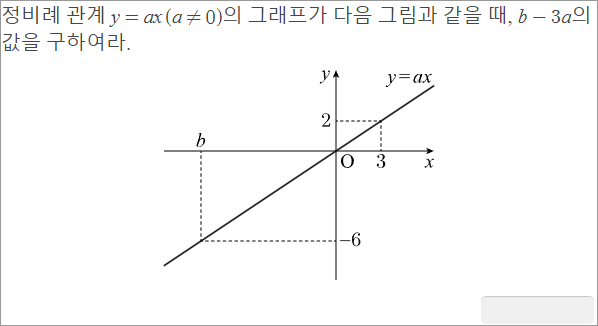 정비례 관계 y = ax(a ≠ 0)의 그래프가 다음 그림과 같을 때, b − 3a의
값을 구하여라.
y
y=ax
2
b
O
3
x
−6